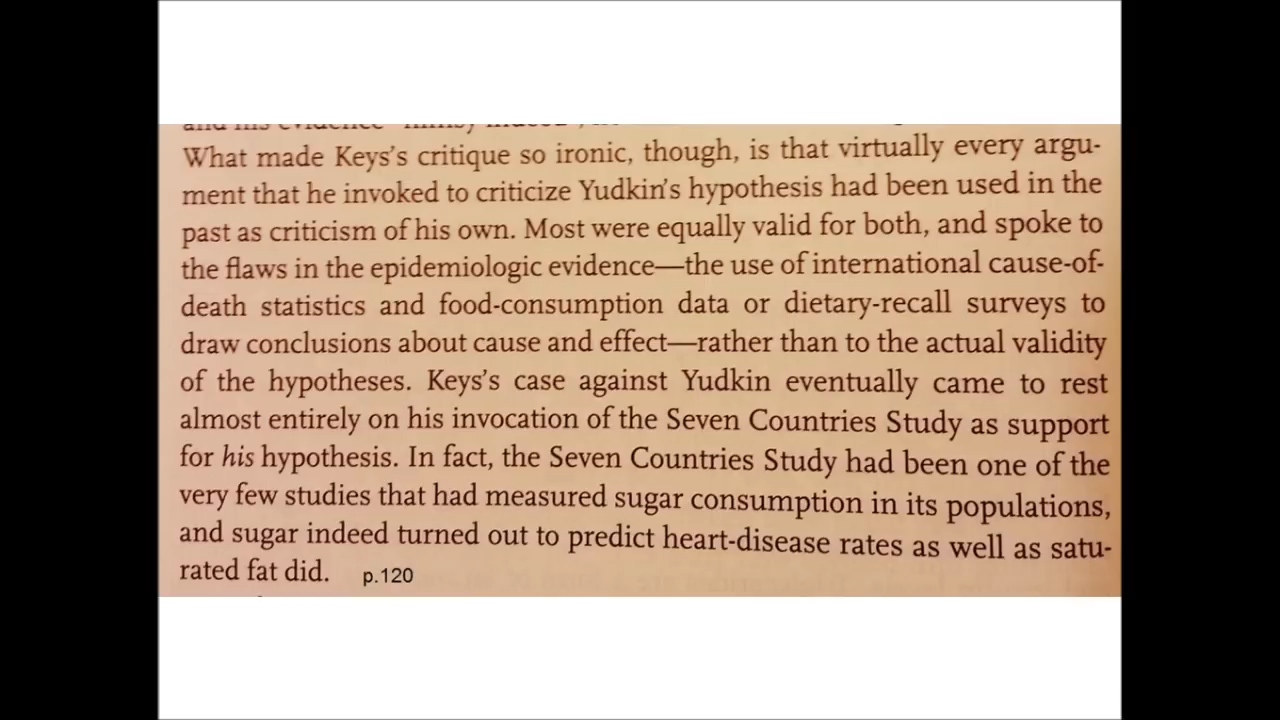 What made Keys's critique so ironic, though, is that virtually every argu-
ment that he invoked to criticize Yudkin's hypothesis had been used in the
past as criticism of his own. Most were equally valid for both, and spoke to
the flaws in the epidemiologic evidence—the use of international cause-of-
death statistics and food-consumption data or dietary-recall surveys to
draw conclusions about cause and effect—rather than to the actual validity
of the hypotheses. Keys's case against Yudkin eventually came to rest
almost entirely on his invocation of the Seven Countries Study as support
for his hypothesis. In fact, the Seven Countries Study had been one of the
very few studies that had measured sugar consumption in its populations,
and sugar indeed turned out to predict heart-disease rates as well as satu-
rated fat did. p.120